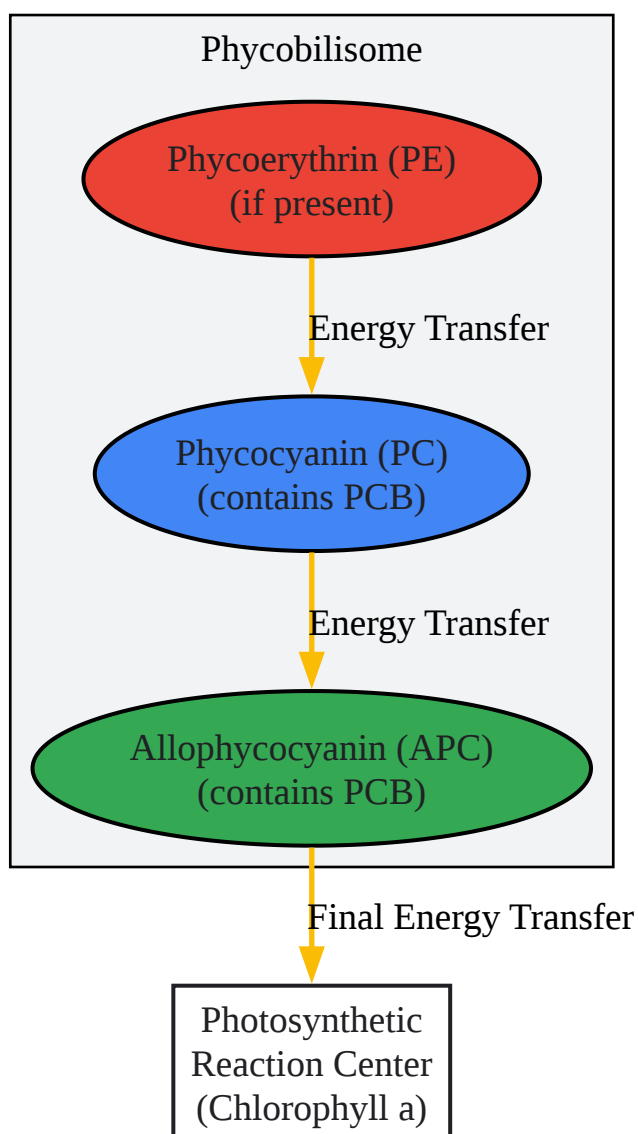 Phycobilisome
Phycoerythrin (PE)
(if present)
Energy Transfer
Phycocyanin (PC)
(contains PCB)
Energy Transfer
Allophycocyanin (APC)
(contains PCB)
Final Energy Transfer
Photosynthetic
Reaction Center
(Chlorophyll a)